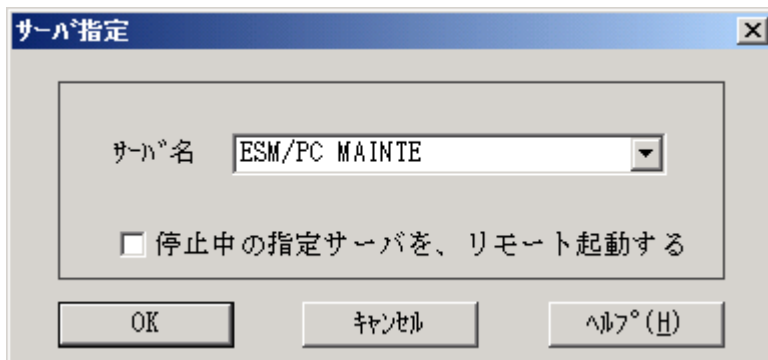 サーバ指定
ｻｰﾊﾞ名 ESM/PC MAINTE
停止中の指定サーバを、リモート起動する
OK ｷｬﾝｾﾙ ﾍﾙﾌﾟ(H)